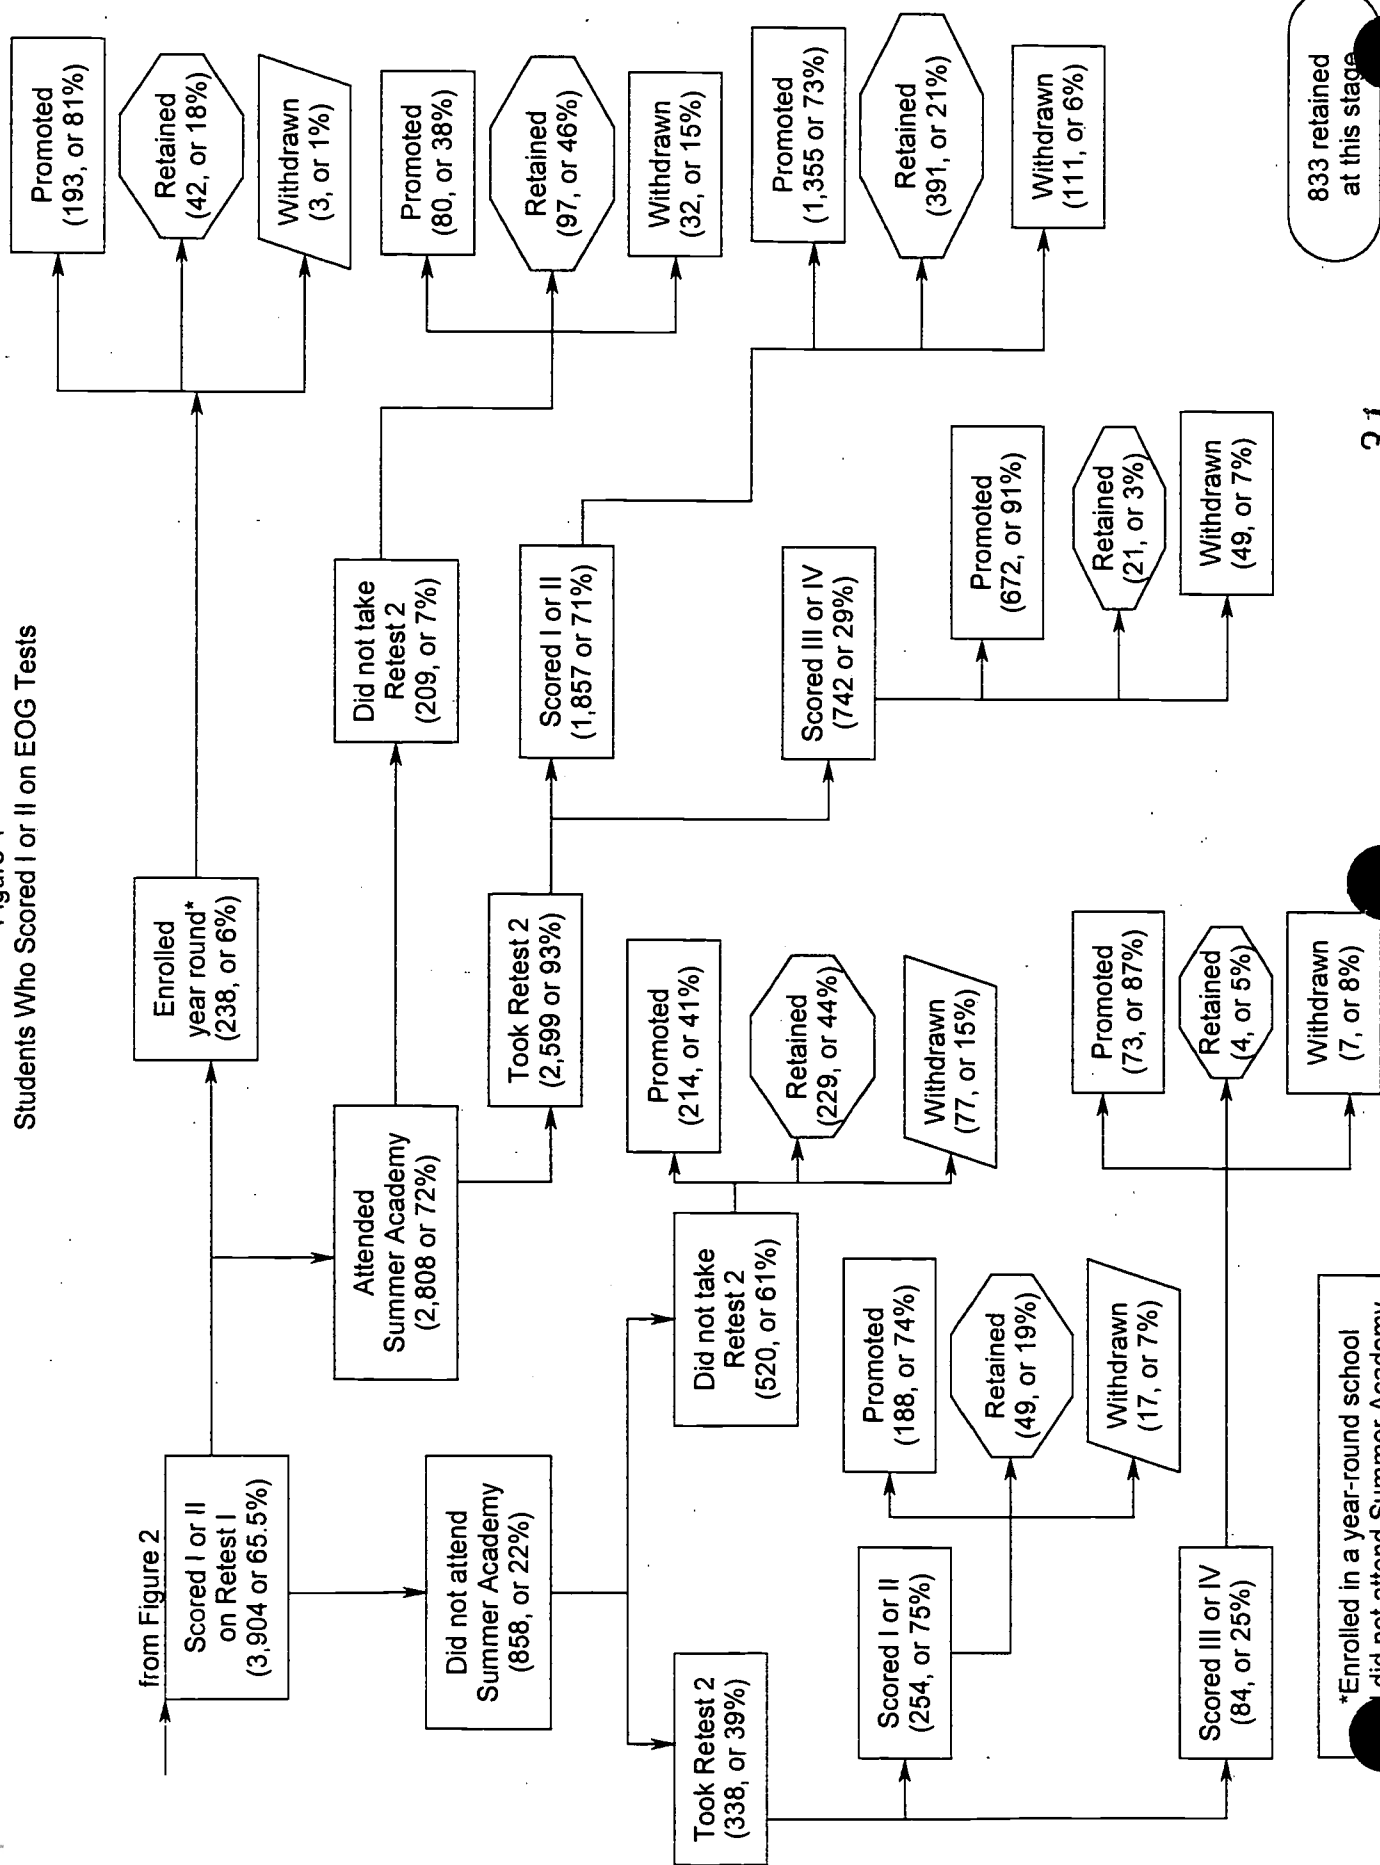 Students Who Scored I or II on EOG Tests
from Figure 2
Scored I or II
on Retest I
(3,904 or 65.5%)
Enrolled
year round*
(238, or 6%)
Promoted
(193, or 81%)
Retained
(42, or 18%)
Withdrawn
(3, or 1%)
Attended
Summer Academy
(2,808 or 72%)
Did not take
Retest 2
(209, or 7%)
Promoted
(80, or 38%)
Retained
(97, or 46%)
Withdrawn
(32, or 15%)
Did not attend
Summer Academy
(858, or 22%)
Took Retest 2
(2,599 or 93%)
Scored I or II
(1,857 or 71%)
Promoted
(1,355 or 73%)
Retained
(391, or 21%)
Withdrawn
(111, or 6%)
Scored III or IV
(742 or 29%)
Promoted
(672, or 91%)
Retained
(21, or 3%)
Withdrawn
(49, or 7%)
Did not take
Retest 2
(520, or 61%)
Promoted
(214, or 41%)
Retained
(229, or 44%)
Withdrawn
(77, or 15%)
Took Retest 2
(338, or 39%)
Scored I or II
(254, or 75%)
Promoted
(188, or 74%)
Retained
(49, or 19%)
Withdrawn
(17, or 7%)
Scored III or IV
(84, or 25%)
Promoted
(73, or 87%)
Retained
(4, or 5%)
Withdrawn
(7, or 8%)
*Enrolled in a year-round school
did not attend Summer Academy
833 retained
at this stage